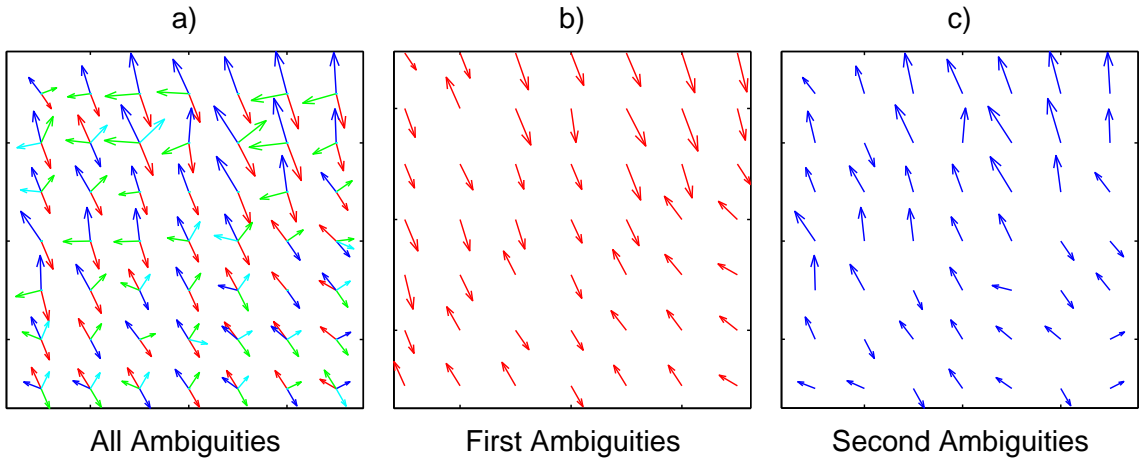 a)
b)
c)
All Ambiguities
First Ambiguities
Second Ambiguities